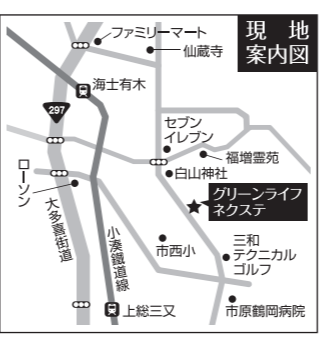 現地
案内図
ファミリーマート
仙蔵寺
海士有木
297
セブン
イレブン
福増霊苑
白山神社
ローソン
グリーンライフ
ネクステ
大多喜街道
小湊鐵道線
市西小
三和
テクニカル
ゴルフ
上総三又
市原鶴岡病院